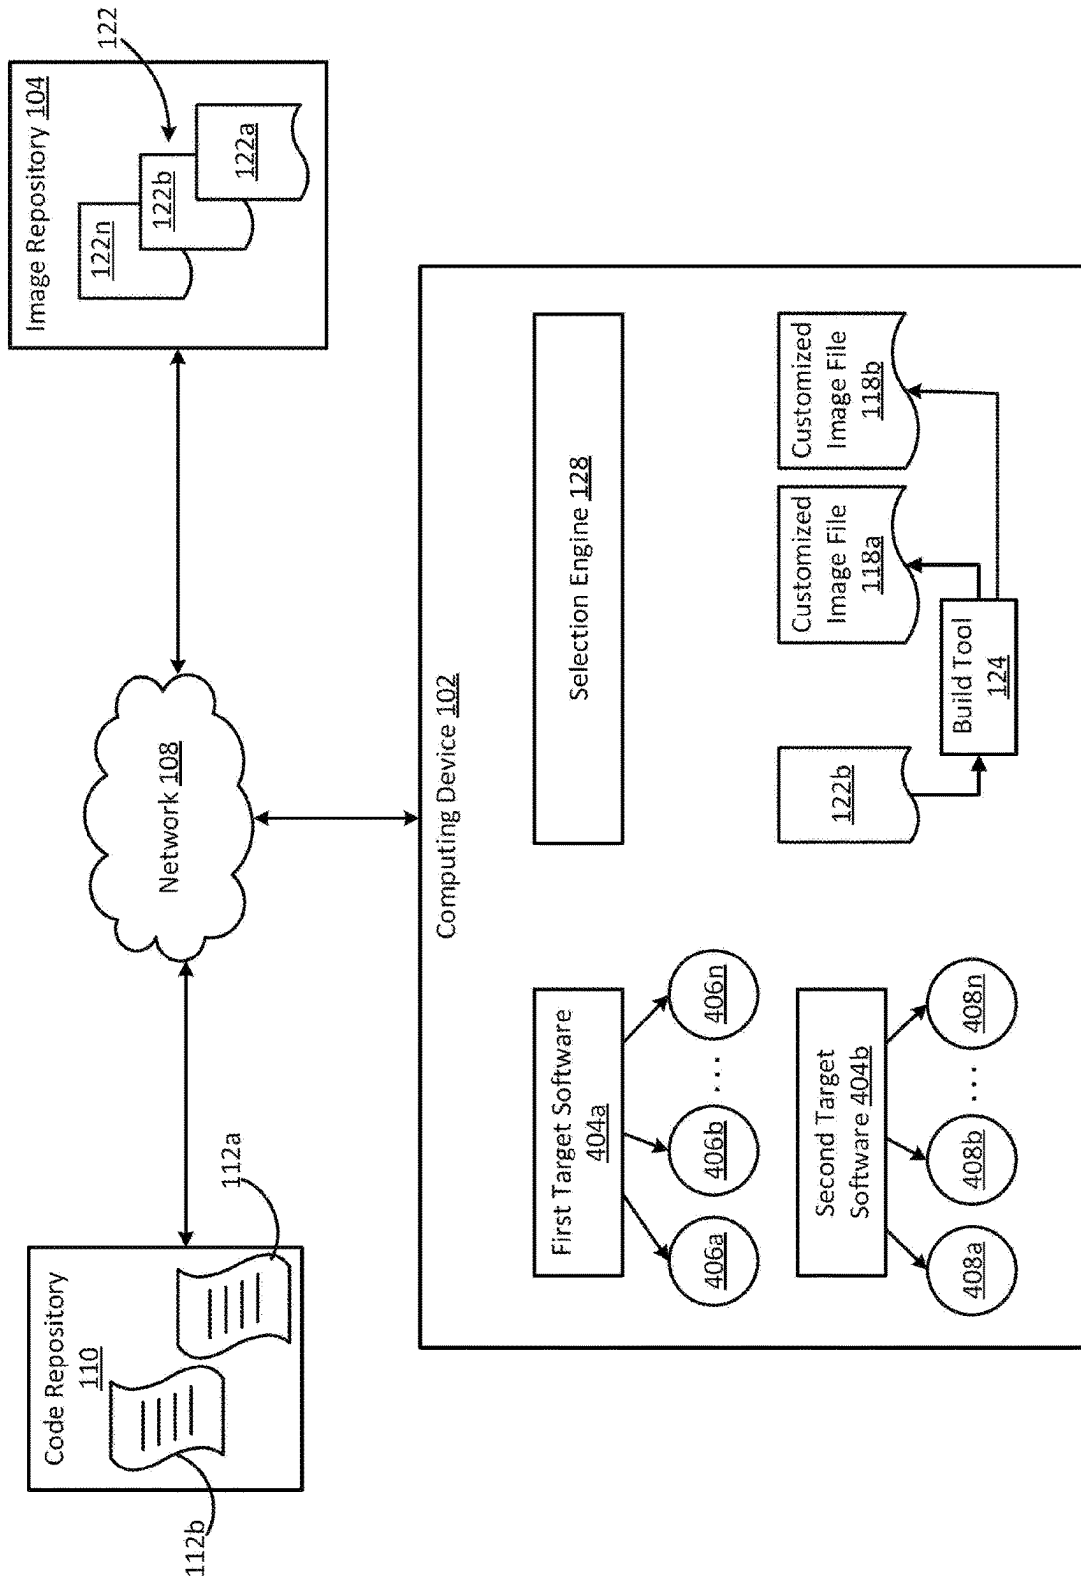 Code Repository
110
112b
112a
Network 108
Image Repository 104
122n
122b
122a
122
Computing Device 102
First Target Software
404a
406a
406b
...
406n
Second Target
Software 404b
408a
408b
...
408n
Selection Engine 128
122b
Build Tool
124
Customized
Image File
118a
Customized
Image File
118b